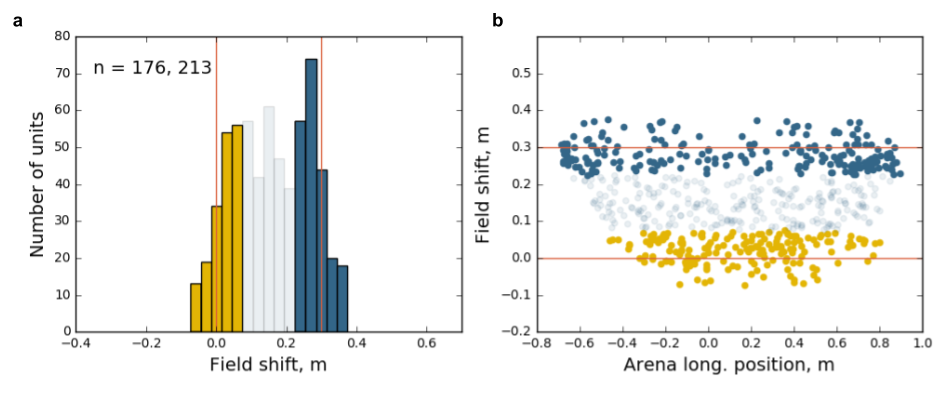 a
n = 176, 213
Number of units
80
70
60
50
40
30
20
10
0
−0.4 −0.2 0.0 0.2 0.4 0.6
Field shift, m
b
Field shift, m
0.5
0.4
0.3
0.2
0.1
0.0
−0.1
−0.2
−0.8 −0.6 −0.4 −0.2 0.0 0.2 0.4 0.6 0.8 1.0
Arena long. position, m